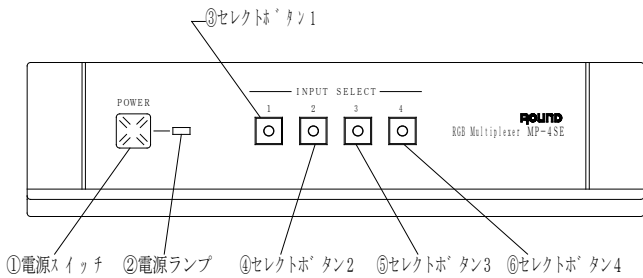 ③セレクトボタン1
INPUT SELECT
POWER
1 2 3 4
ROUND
RGB Multiplexer MP-4SE
①電源スイッチ ②電源ランプ ④セレクトボタン2 ⑤セレクトボタン3 ⑥セレクトボタン4